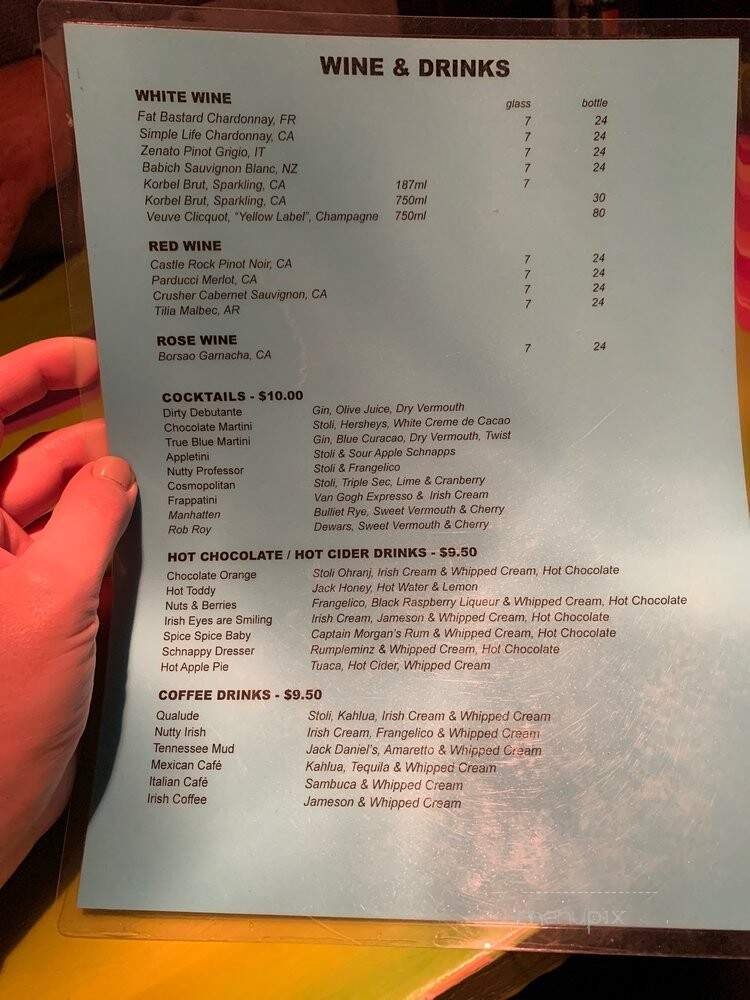 WINE & DRINKS
WHITE WINE glass bottle
Fat Bastard Chardonnay, FR 7 24
Simple Life Chardonnay, CA 7 24
Zenato Pinot Grigio, IT 7 24
Babich Sauvignon Blanc, NZ 7 24
Korbel Brut, Sparkling, CA 187ml 7
Korbel Brut, Sparkling, CA 750ml 30
Veuve Clicquot, "Yellow Label", Champagne 750ml 80
RED WINE
Castle Rock Pinot Noir, CA 7 24
Parducci Merlot, CA 7 24
Crusher Cabernet Sauvignon, CA 7 24
Tilia Malbec, AR 7 24
ROSE WINE
Borsao Garnacha, CA 7 24
COCKTAILS - $10.00
Dirty Debutante Gin, Olive Juice, Dry Vermouth
Chocolate Martini Stoli, Hersheys, White Creme de Cacao
True Blue Martini Gin, Blue Curacao, Dry Vermouth, Twist
Appletini Stoli & Sour Apple Schnapps
Nutty Professor Stoli & Frangelico
Cosmopolitan Stoli, Triple Sec, Lime & Cranberry
Frappatini Van Gogh Expresso & Irish Cream
Manhatten Bulliet Rye, Sweet Vermouth & Cherry
Rob Roy Dewars, Sweet Vermouth & Cherry
HOT CHOCOLATE / HOT CIDER DRINKS - $9.50
Chocolate Orange Stoli Ohranj, Irish Cream & Whipped Cream, Hot Chocolate
Hot Toddy Jack Honey, Hot Water & Lemon
Nuts & Berries Frangelico, Black Raspberry Liqueur & Whipped Cream, Hot Chocolate
Irish Eyes are Smiling Irish Cream, Jameson & Whipped Cream, Hot Chocolate
Spice Spice Baby Captain Morgan's Rum & Whipped Cream, Hot Chocolate
Schnappy Dresser Rumpleminz & Whipped Cream, Hot Chocolate
Hot Apple Pie Tuaca, Hot Cider, Whipped Cream
COFFEE DRINKS - $9.50
Qualude Stoli, Kahlua, Irish Cream & Whipped Cream
Nutty Irish Irish Cream, Frangelico & Whipped Cream
Tennessee Mud Jack Daniel's, Amaretto & Whipped Cream
Mexican Café Kahlua, Tequila & Whipped Cream
Italian Café Sambuca & Whipped Cream
Irish Coffee Jameson & Whipped Cream
menupix